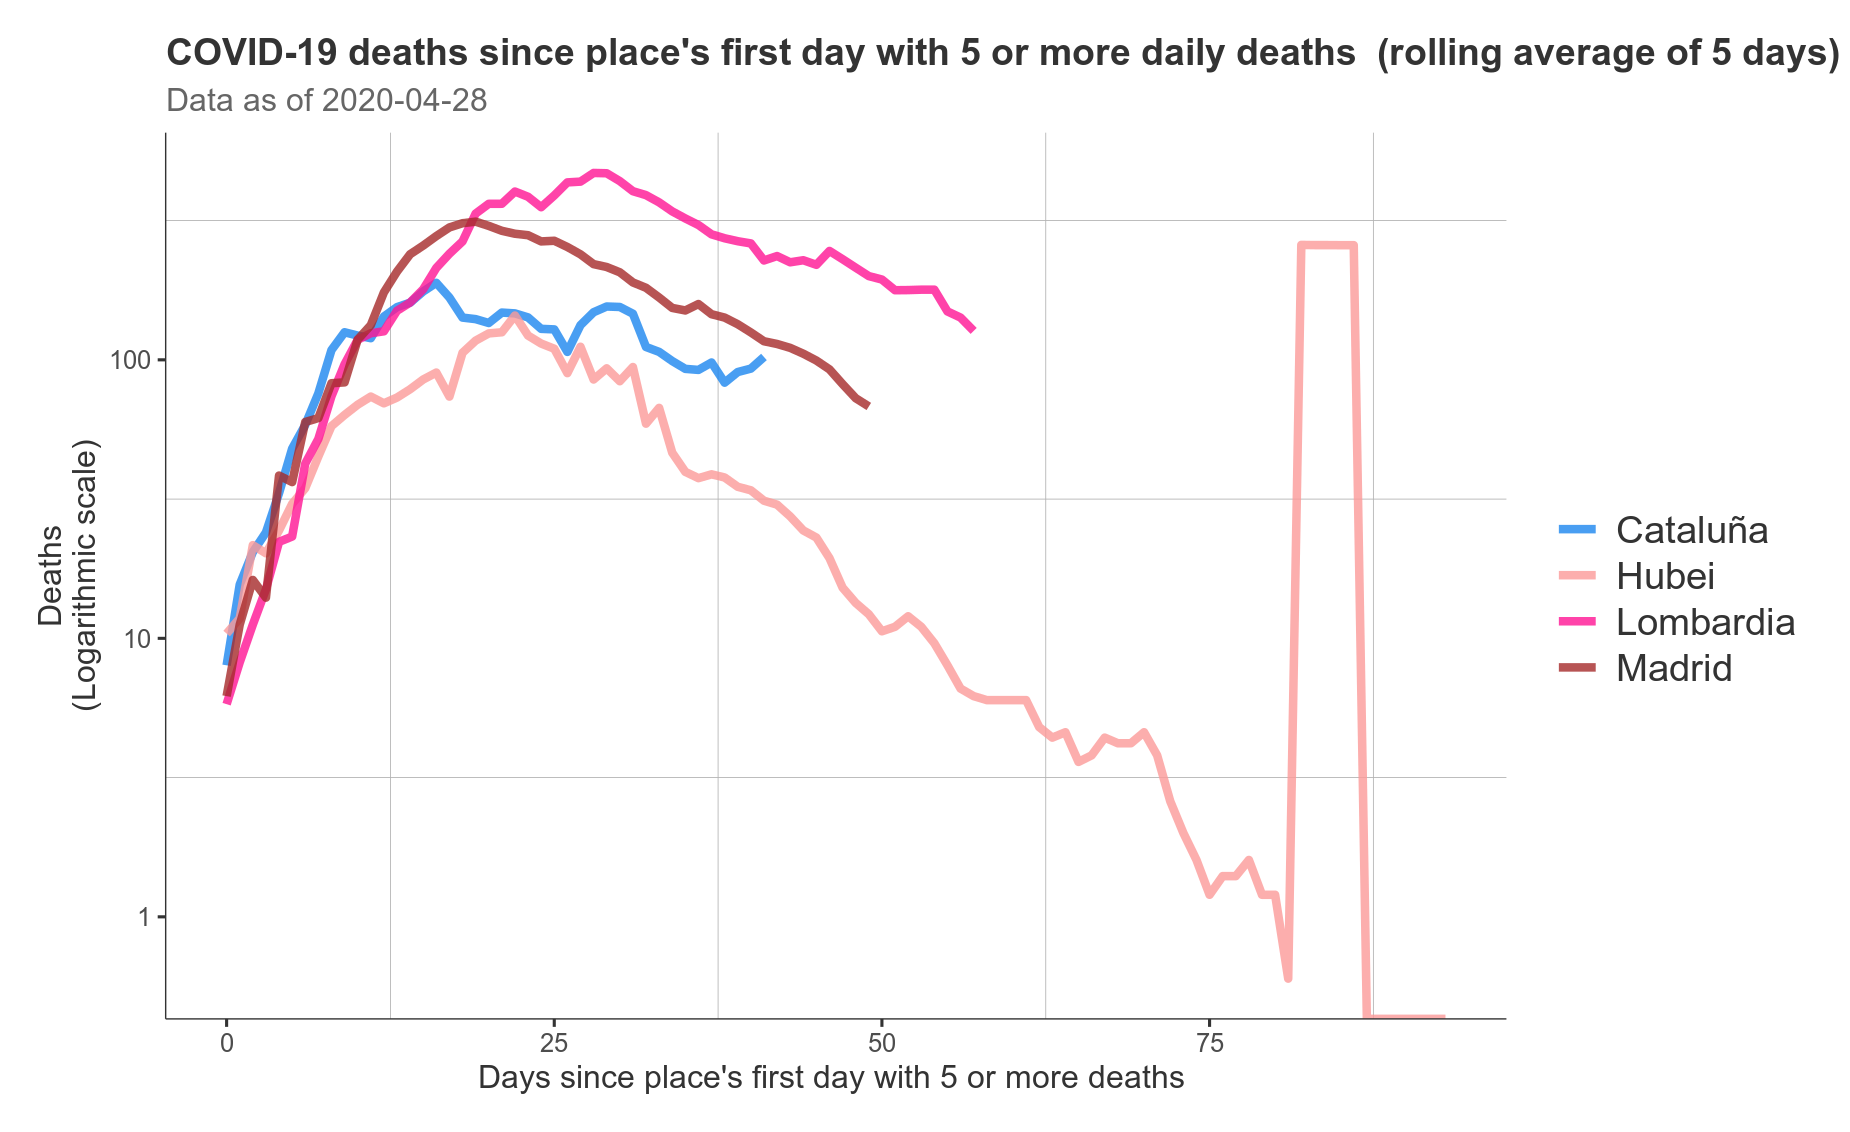 COVID-19 deaths since place's first day with 5 or more daily deaths  (rolling average of 5 days)
Data as of 2020-04-28
Deaths
(Logarithmic scale)
100
10
1
0
25
50
75
Days since place's first day with 5 or more deaths
Cataluña
Hubei
Lombardia
Madrid